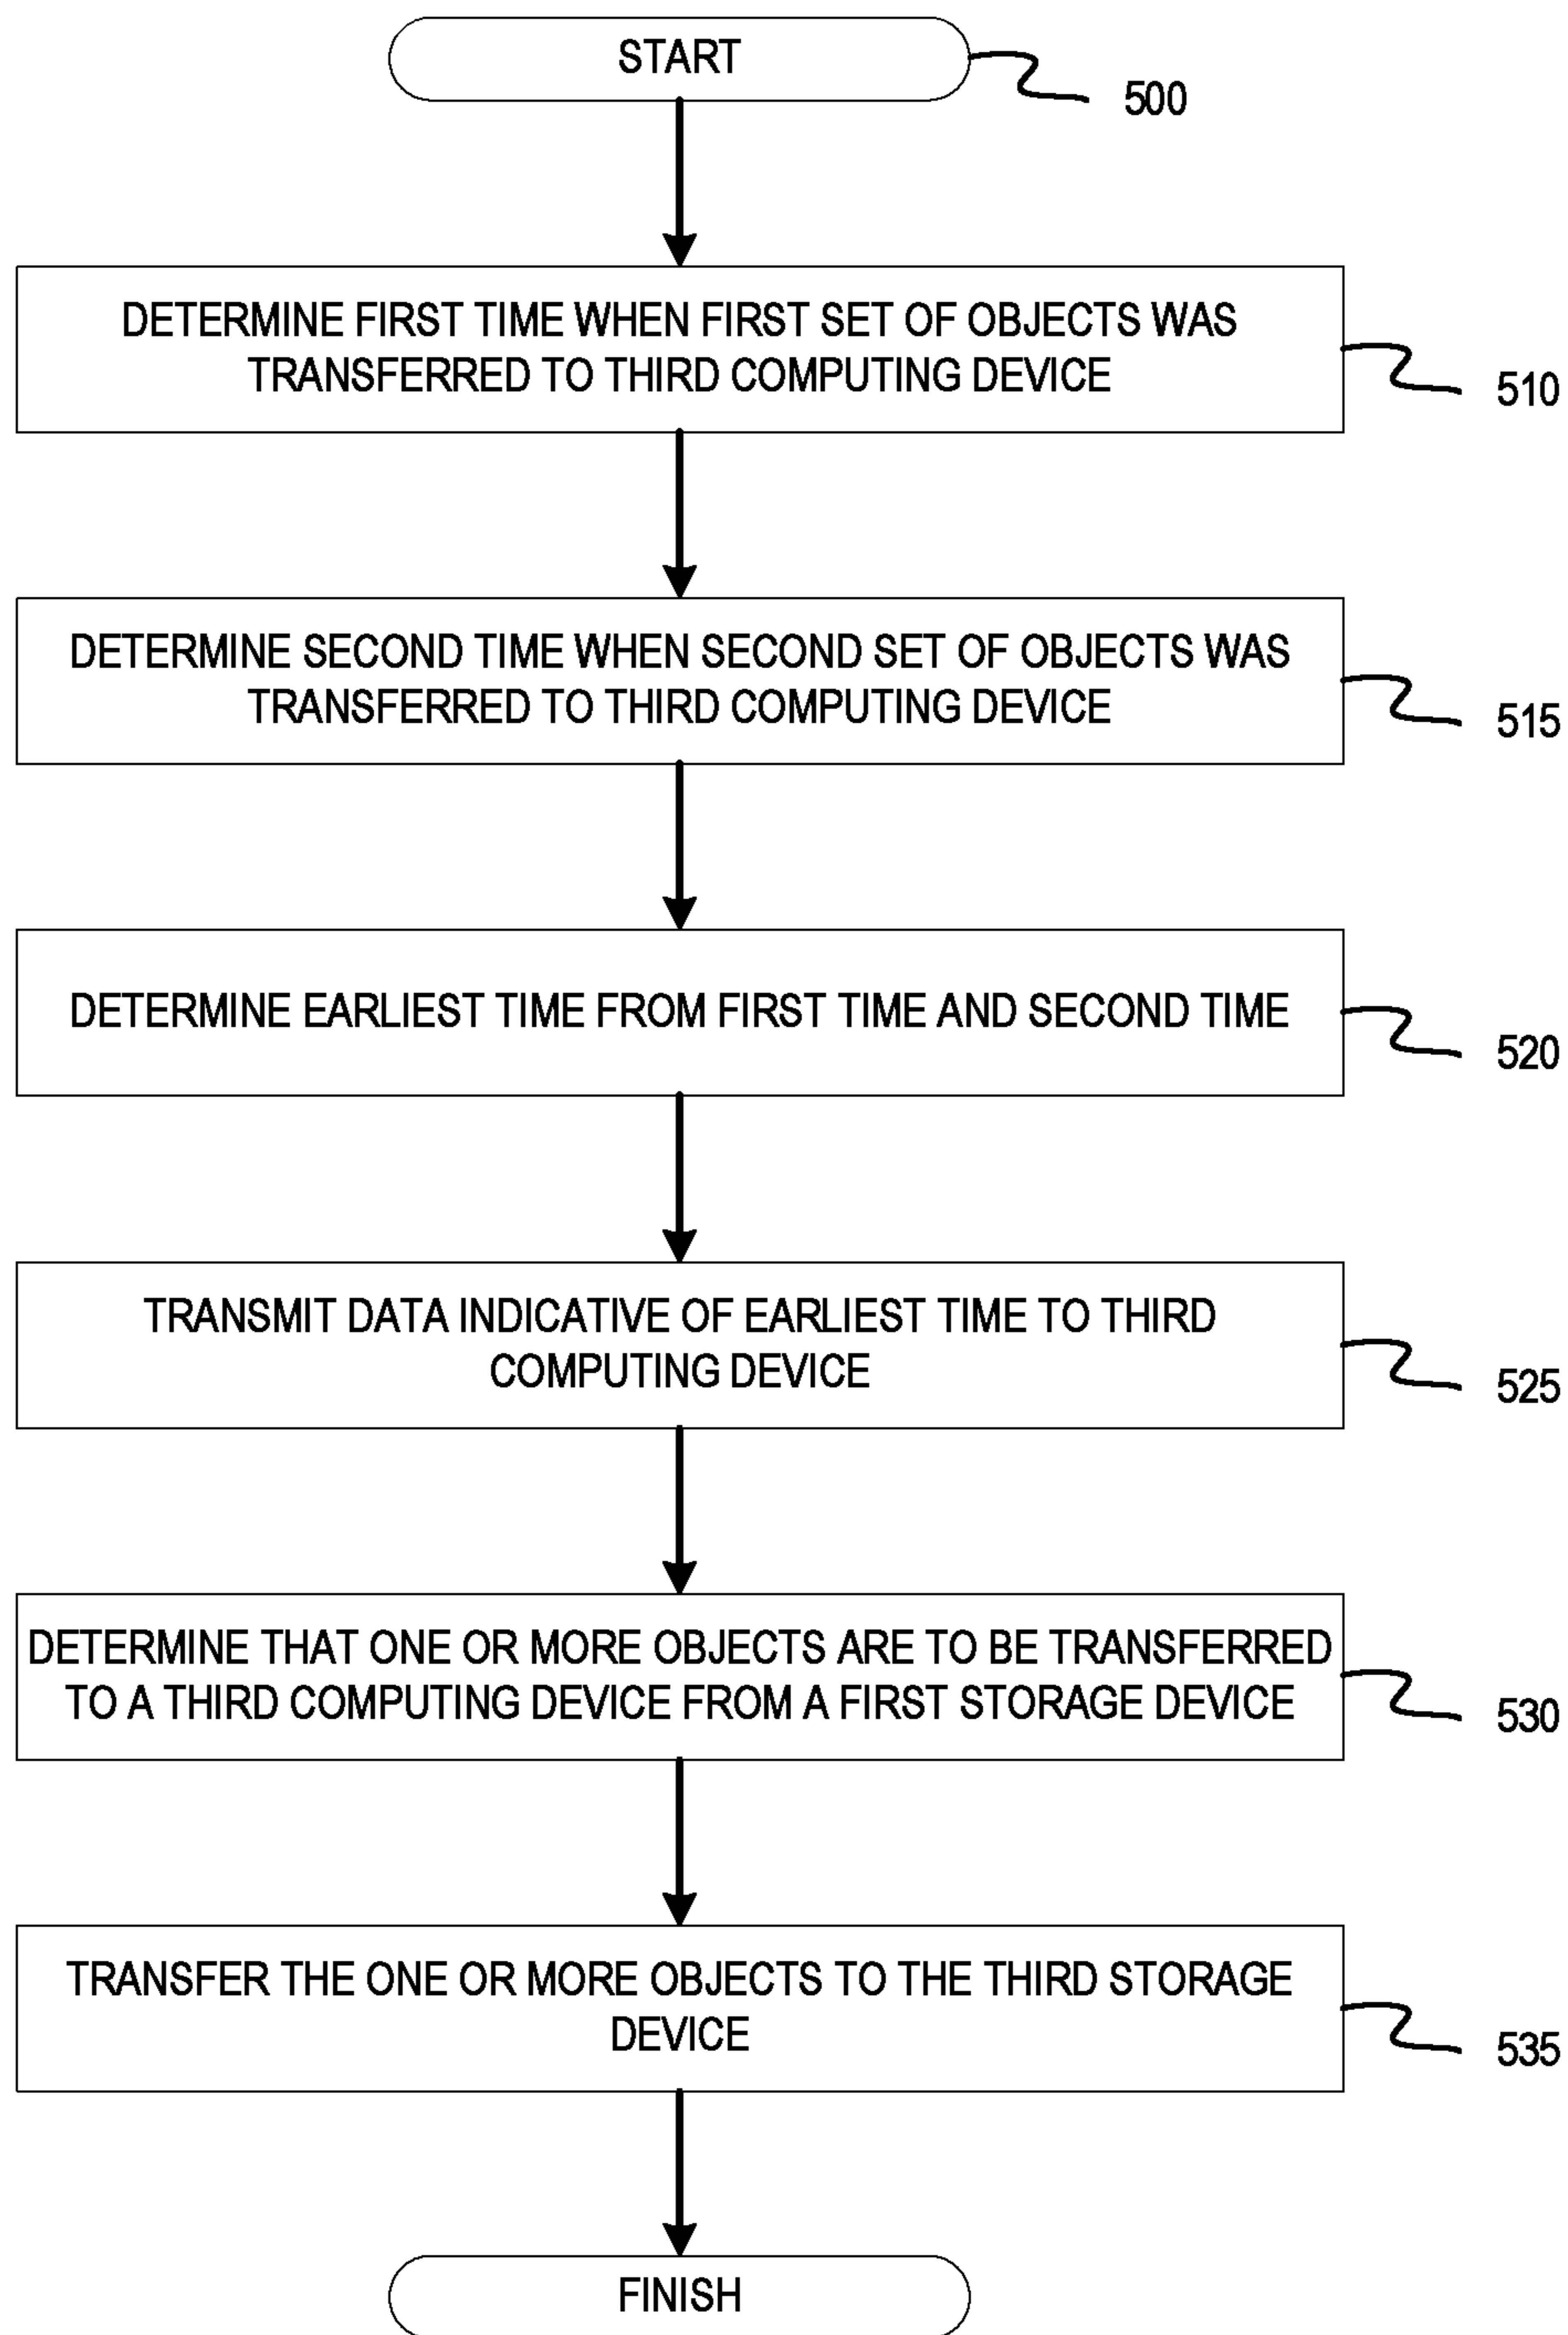 START
500
DETERMINE FIRST TIME WHEN FIRST SET OF OBJECTS WAS
TRANSFERRED TO THIRD COMPUTING DEVICE
510
DETERMINE SECOND TIME WHEN SECOND SET OF OBJECTS WAS
TRANSFERRED TO THIRD COMPUTING DEVICE
515
DETERMINE EARLIEST TIME FROM FIRST TIME AND SECOND TIME
520
TRANSMIT DATA INDICATIVE OF EARLIEST TIME TO THIRD
COMPUTING DEVICE
525
DETERMINE THAT ONE OR MORE OBJECTS ARE TO BE TRANSFERRED
TO A THIRD COMPUTING DEVICE FROM A FIRST STORAGE DEVICE
530
TRANSFER THE ONE OR MORE OBJECTS TO THE THIRD STORAGE
DEVICE
535
FINISH